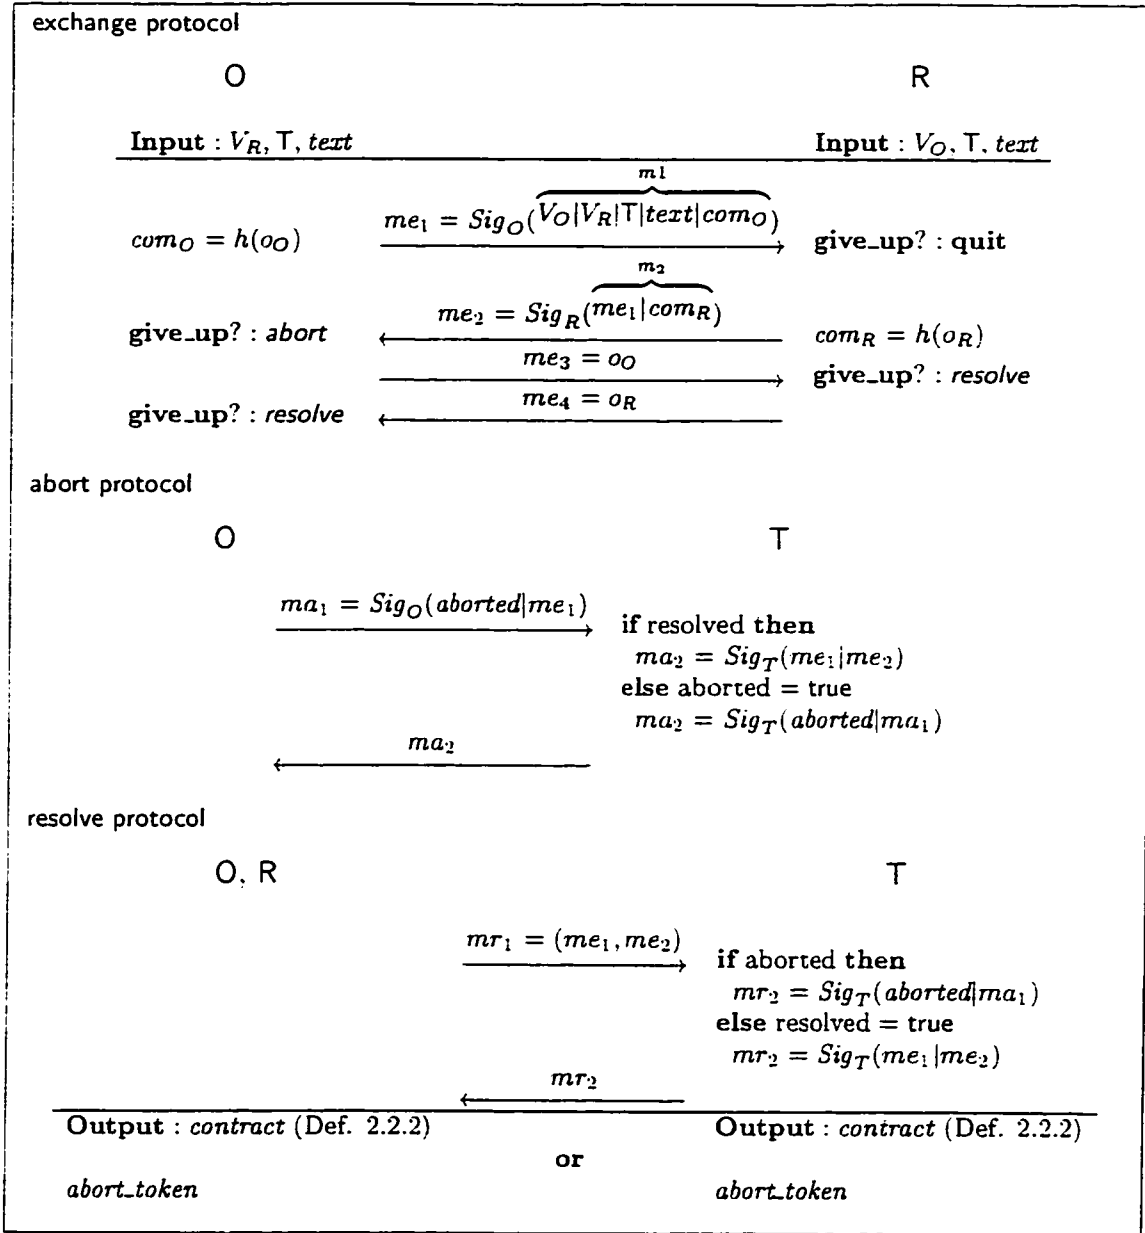 exchange protocol
O R
Input : V_R, T, text Input : V_O, T, text
m1
com_O = h(o_O) me_1 = Sig_O(V_O|V_R|T|text|com_O) give_up? : quit
m_2
give_up? : abort me_2 = Sig_R(me_1|com_R) com_R = h(o_R)
me_3 = o_O give_up? : resolve
give_up? : resolve me_4 = o_R
abort protocol
O T
ma_1 = Sig_O(aborted|me_1) if resolved then
ma_2 = Sig_T(me_1|me_2)
else aborted = true
ma_2 = Sig_T(aborted|ma_1)
ma_2
resolve protocol
O, R T
mr_1 = (me_1, me_2) if aborted then
mr_2 = Sig_T(aborted|ma_1)
else resolved = true
mr_2 = Sig_T(me_1|me_2)
mr_2
Output : contract (Def. 2.2.2) Output : contract (Def. 2.2.2)
or
abort_token abort_token